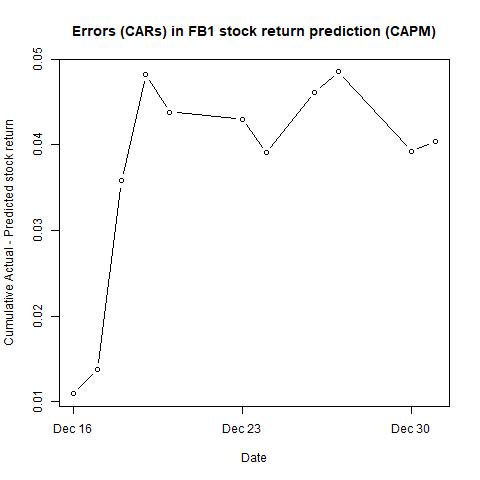 Errors (CARs) in FB1 stock return prediction (CAPM)
Cumulative Actual - Predicted stock return
0.05
0.04
0.03
0.02
0.01
Dec 16 Dec 23 Dec 30
Date